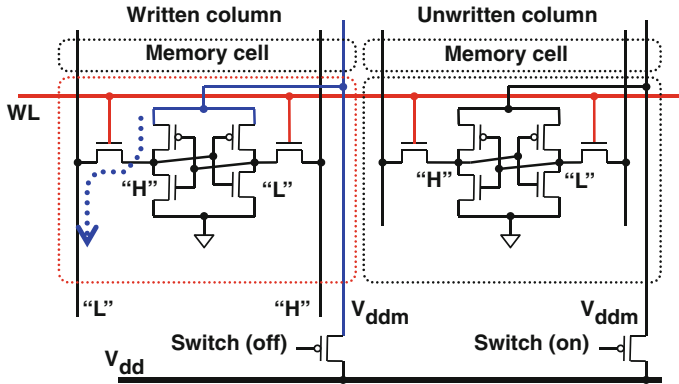 Written column Unwritten column
Memory cell Memory cell
WL
“H” “L” “H” “L”
“L” “H” Vddm Vddm
Switch (off) Switch (on)
Vdd